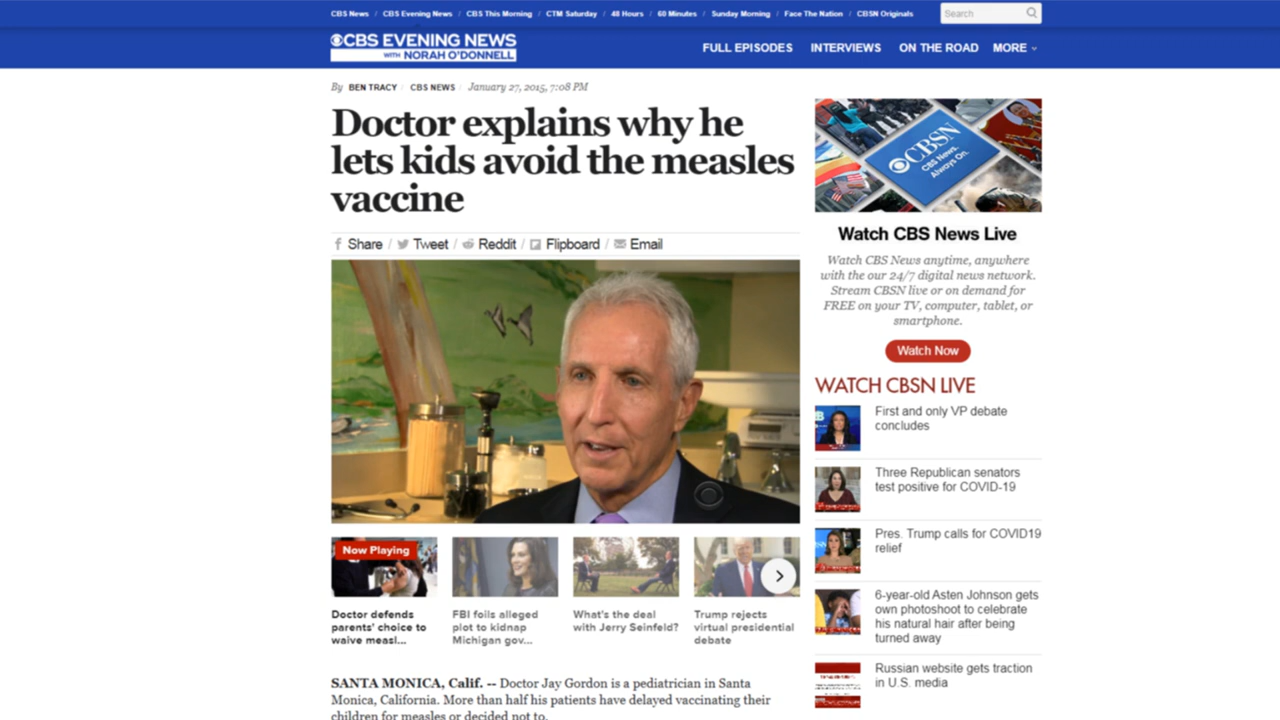 CBS News / CBS Evening News / CBS This Morning / CTM Saturday / 48 Hours / 60 Minutes / Sunday Morning / Face The Nation / CBSN Originals
Search
CBS EVENING NEWS
WITH NORAH O'DONNELL
FULL EPISODES INTERVIEWS ON THE ROAD MORE
By BEN TRACY / CBS NEWS / January 27, 2015, 7:08 PM
Doctor explains why he
lets kids avoid the measles
vaccine
Share / Tweet / Reddit / Flipboard / Email
Now Playing
Doctor defends
parents' choice to
waive measl...
FBI foils alleged
plot to kidnap
Michigan gov...
What's the deal
with Jerry Seinfeld?
Trump rejects
virtual presidential
debate
SANTA MONICA, Calif. -- Doctor Jay Gordon is a pediatrician in Santa
Monica, California. More than half his patients have delayed vaccinating their
children for measles or decided not to.
CBSN
CBS News.
Always On.
Watch CBS News Live
Watch CBS News anytime, anywhere
with the our 24/7 digital news network.
Stream CBSN live or on demand for
FREE on your TV, computer, tablet, or
smartphone.
Watch Now
WATCH CBSN LIVE
First and only VP debate
concludes
Three Republican senators
test positive for COVID-19
Pres. Trump calls for COVID19
relief
6-year-old Asten Johnson gets
own photoshoot to celebrate
his natural hair after being
turned away
Russian website gets traction
in U.S. media